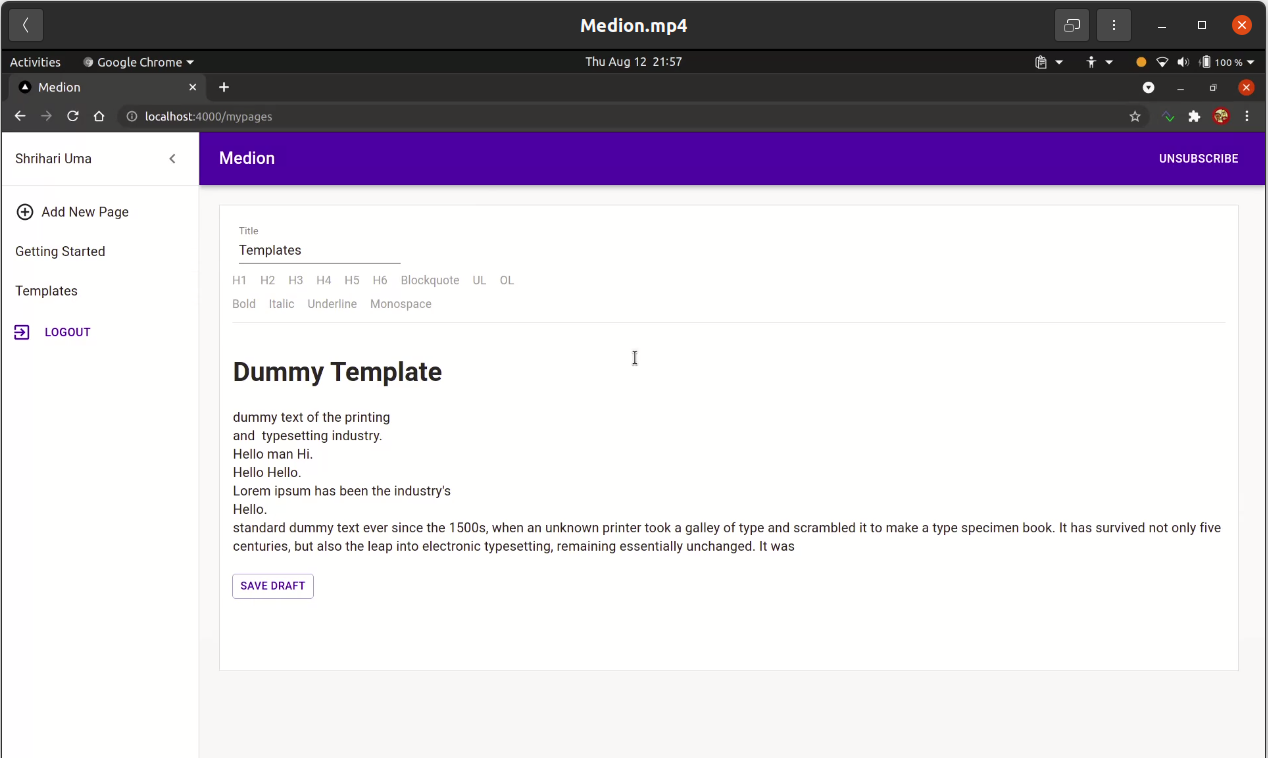 Medion.mp4
Activities Google Chrome Thu Aug 12 21:57 100 %
Medion
localhost:4000/mypages
Shrihari Uma
Medion
UNSUBSCRIBE
Add New Page
Getting Started
Templates
LOGOUT
Title
Templates
H1 H2 H3 H4 H5 H6 Blockquote UL OL
Bold Italic Underline Monospace
Dummy Template
dummy text of the printing
and  typesetting industry.
Hello man Hi.
Hello Hello.
Lorem ipsum has been the industry's
Hello.
standard dummy text ever since the 1500s, when an unknown printer took a galley of type and scrambled it to make a type specimen book. It has survived not only five
centuries, but also the leap into electronic typesetting, remaining essentially unchanged. It was
SAVE DRAFT